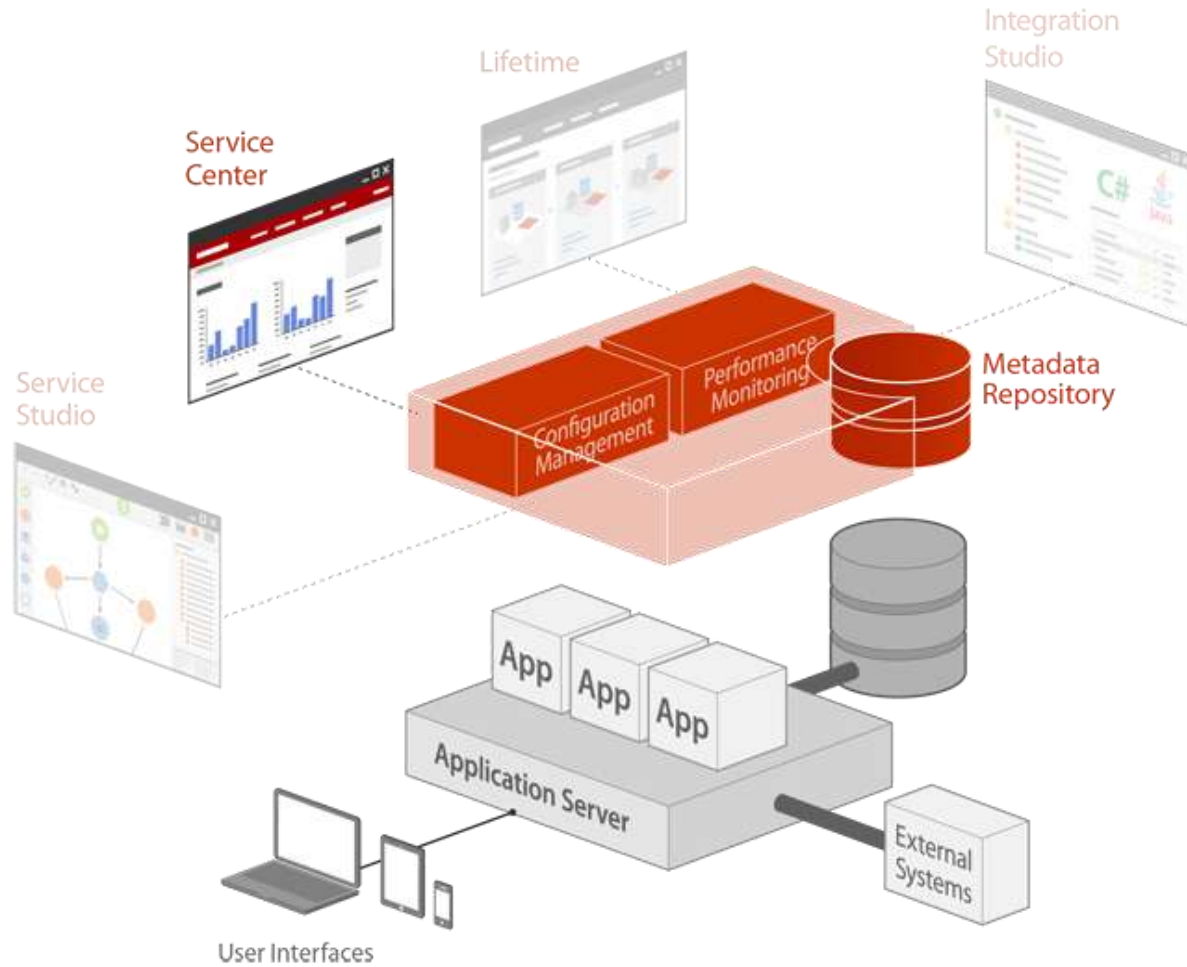 Integration
Studio
Lifetime
Service
Center
C#
Java
Performance
Monitoring
Metadata
Repository
Service
Studio
Configuration
Management
App
App
App
Application Server
External
Systems
User Interfaces